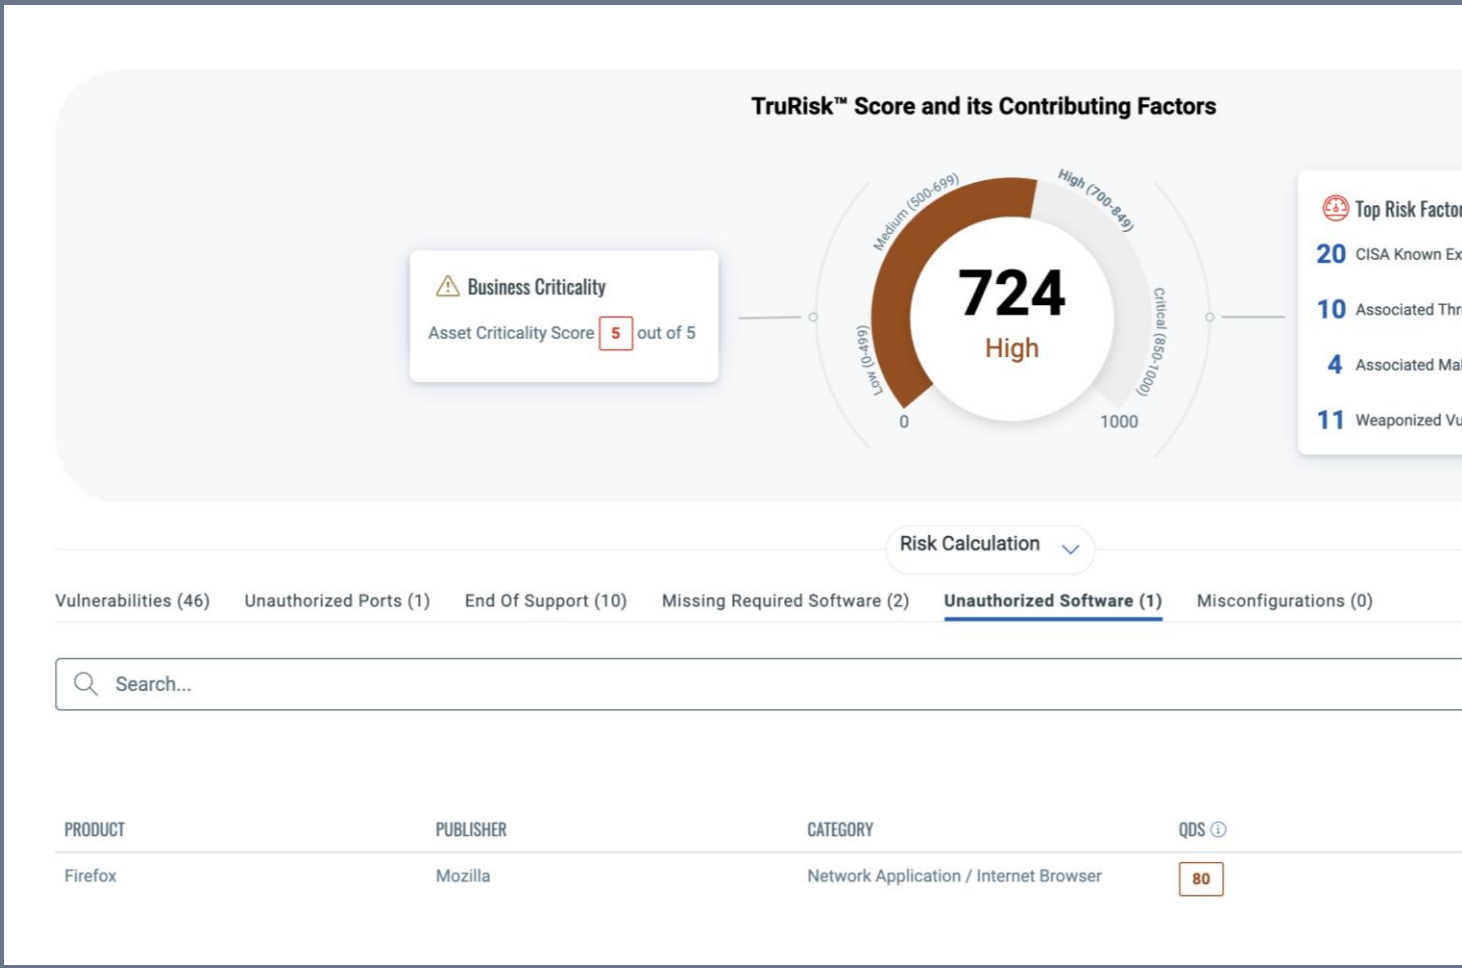 TruRisk™ Score and its Contributing Factors
Business Criticality
Asset Criticality Score 5 out of 5
Low (0-499)
Medium (500-699)
High (700-849)
Critical (850-1000)
724
High
0
1000
Top Risk Factor
20 CISA Known Ex
10 Associated Thr
4 Associated Mal
11 Weaponized Vu
Risk Calculation
Vulnerabilities (46) Unauthorized Ports (1) End Of Support (10) Missing Required Software (2) Unauthorized Software (1) Misconfigurations (0)
Search...
PRODUCT PUBLISHER CATEGORY QDS
Firefox Mozilla Network Application / Internet Browser 80